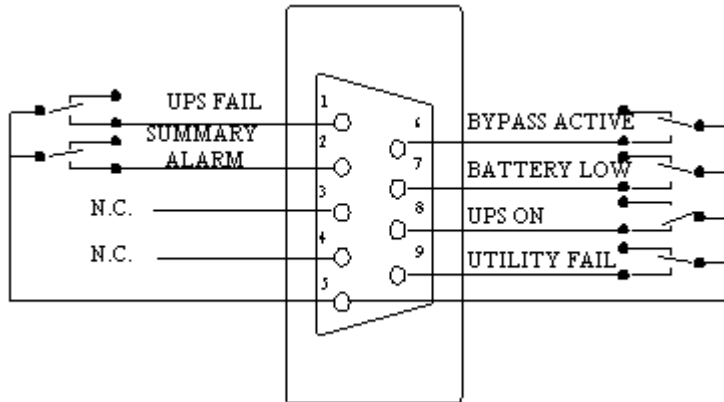 UPS FAIL
SUMMARY
ALARM
N.C.
N.C.
1
2
3
4
5
6
7
8
9
BYPASS ACTIVE
BATTERY LOW
UPS ON
UTILITY FAIL